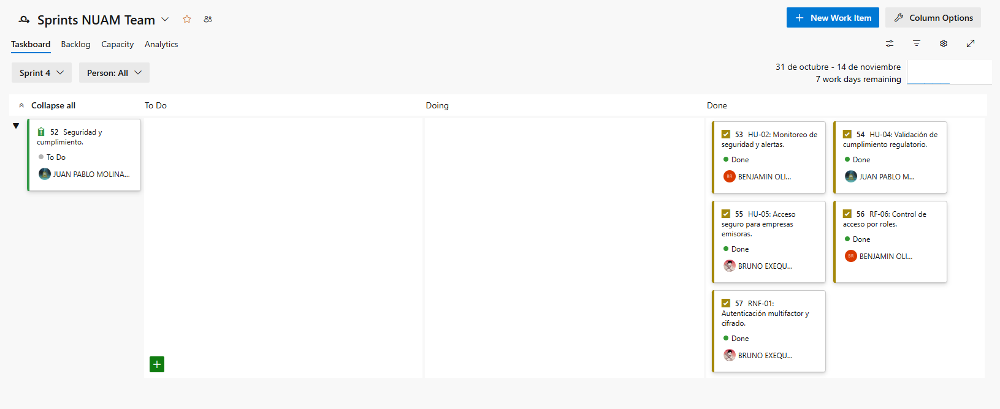 Sprints NUAM Team
New Work Item
Column Options
Taskboard
Backlog
Capacity
Analytics
Sprint 4
Person: All
31 de octubre - 14 de noviembre
7 work days remaining
Collapse all
To Do
Doing
Done
52 Seguridad y
cumplimiento.
To Do
JUAN PABLO MOLINA...
53 HU-02: Monitoreo de
seguridad y alertas.
Done
BR
BENJAMIN OLI...
54 HU-04: Validación de
cumplimiento regulatorio.
Done
JUAN PABLO M...
55 HU-05: Acceso
seguro para empresas
emisoras.
Done
BRUNO EXEQU...
56 RF-06: Control de
acceso por roles.
Done
BR
BENJAMIN OLI...
57 RNF-01:
Autenticación multifactor y
cifrado.
Done
BRUNO EXEQU...